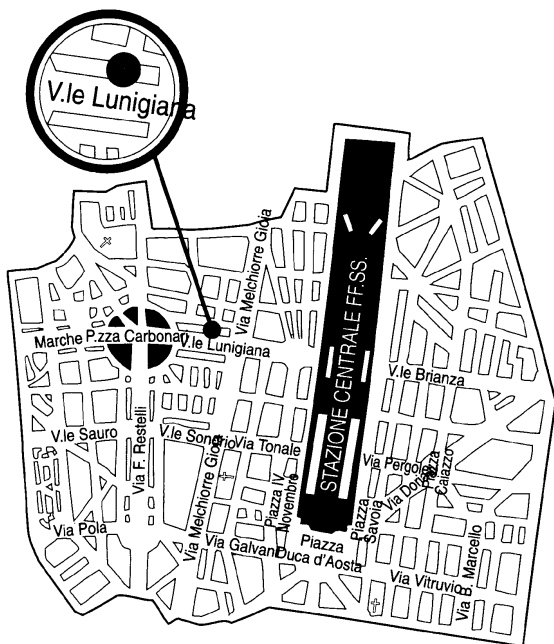 V.le Lunigiana
Via Melchiorre Gioia
STAZIONE CENTRALE FF.SS.
Marche P.zza Carbonari
V.le Lunigiana
V.le Brianza
V.le Sauro
Via F. Restelli
V.le Sondrio
Via Tonale
Via Melchiorre Gioia
Piazza IV
Novembre
Via Pergolesi
Via Donizetti
Piazza
Caiazzo
Via Pola
Via Galvani
Piazza
Duca d'Aosta
Piazza
Savoia
Via Vitruvio
Via B. Marcello